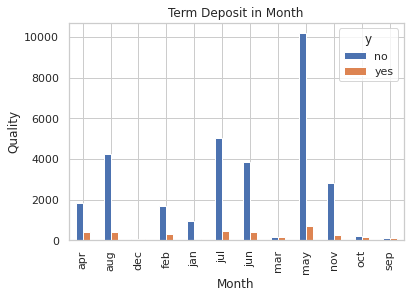 Term Deposit in Month
y
no
yes
10000
8000
6000
4000
2000
0
Quality
apr
aug
dec
feb
jan
jul
jun
mar
may
nov
oct
sep
Month